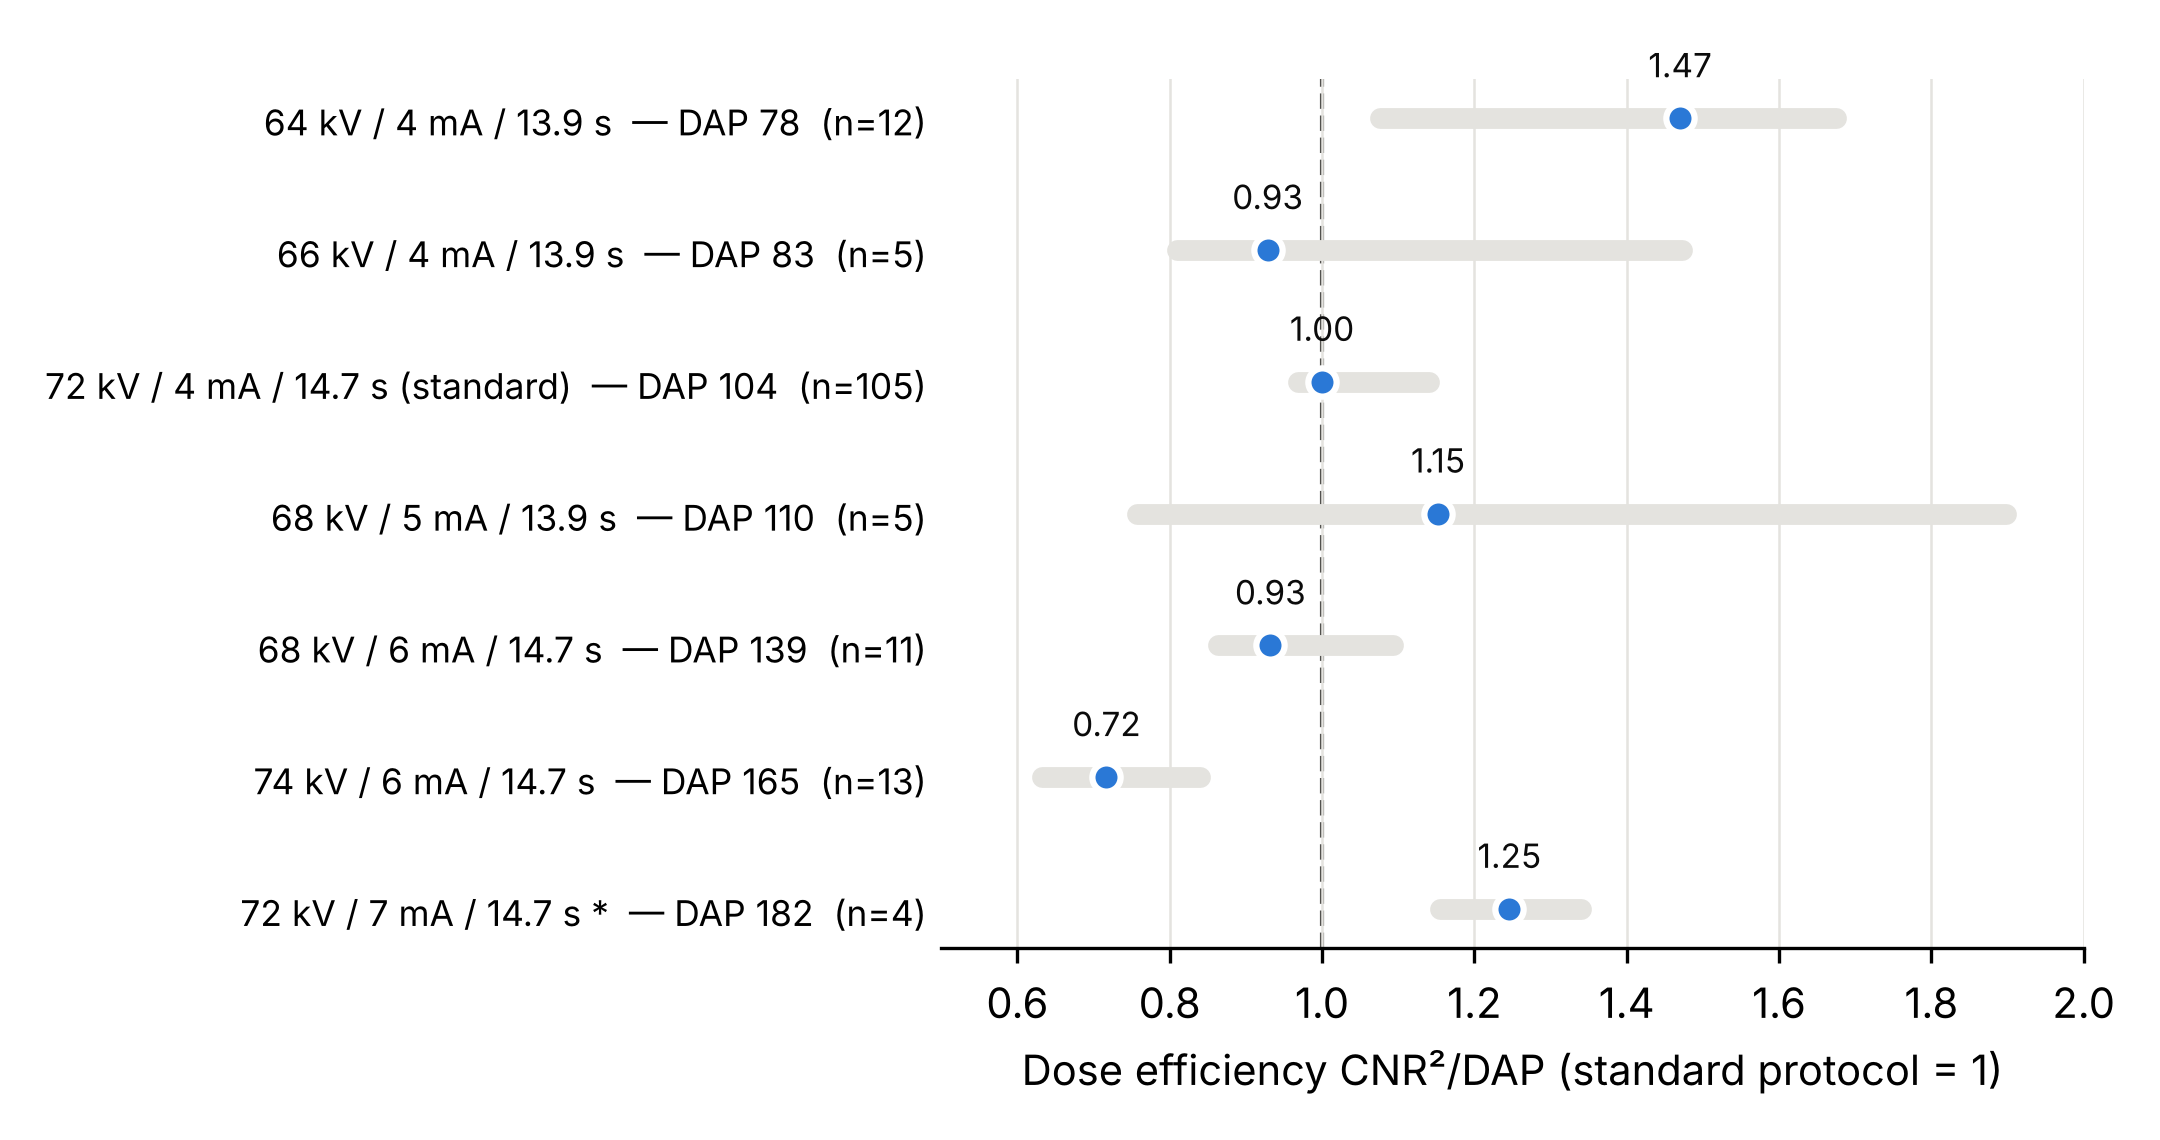 1.47
64 kV / 4 mA / 13.9 s — DAP 78 (n=12)
0.93
66 kV / 4 mA / 13.9 s — DAP 83 (n=5)
1.00
72 kV / 4 mA / 14.7 s (standard) — DAP 104 (n=105)
1.15
68 kV / 5 mA / 13.9 s — DAP 110 (n=5)
0.93
68 kV / 6 mA / 14.7 s — DAP 139 (n=11)
0.72
74 kV / 6 mA / 14.7 s — DAP 165 (n=13)
1.25
72 kV / 7 mA / 14.7 s * — DAP 182 (n=4)
0.6 0.8 1.0 1.2 1.4 1.6 1.8 2.0
Dose efficiency CNR²/DAP (standard protocol = 1)